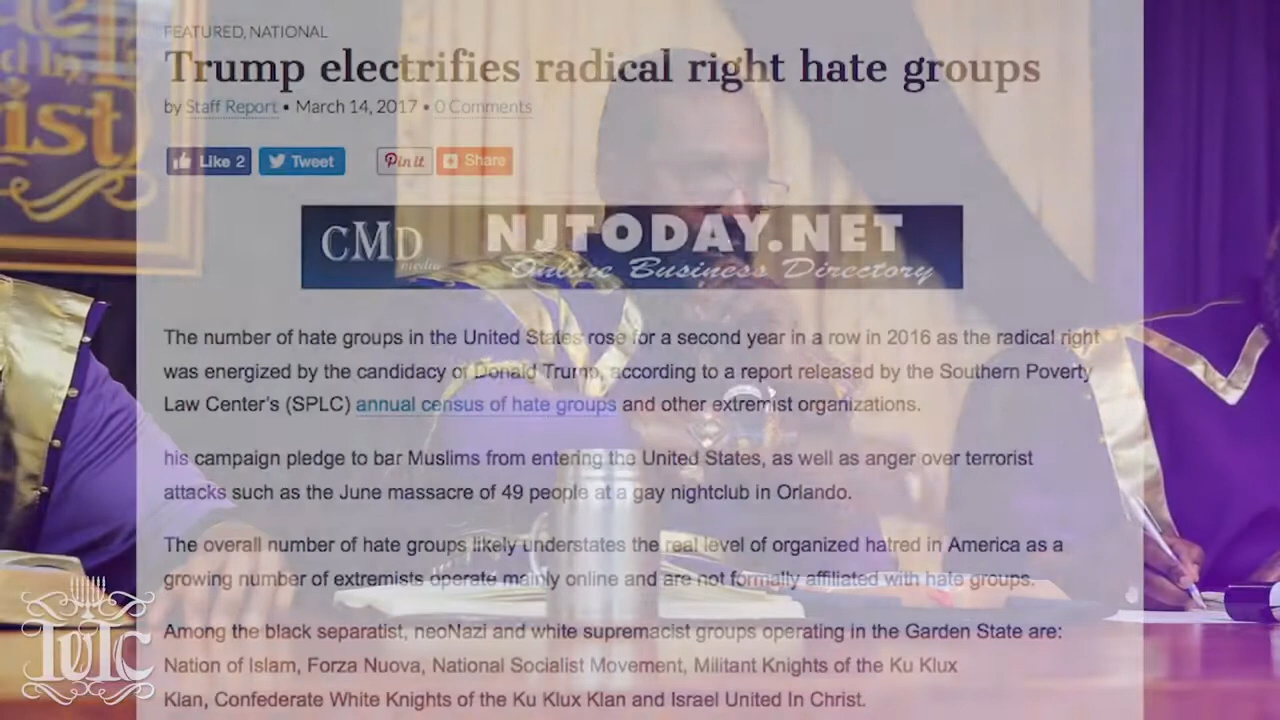 FEATURED, NATIONAL
Trump electrifies radical right hate groups
by Staff Report • March 14, 2017 • 0 Comments
Like 2 Tweet Pin it Share
CMD media NJTODAY.NET
Online Business Directory
The number of hate groups in the United States rose for a second year in a row in 2016 as the radical right
was energized by the candidacy of Donald Trump, according to a report released by the Southern Poverty
Law Center's (SPLC) annual census of hate groups and other extremist organizations.
his campaign pledge to bar Muslims from entering the United States, as well as anger over terrorist
attacks such as the June massacre of 49 people at a gay nightclub in Orlando.
The overall number of hate groups likely understates the real level of organized hatred in America as a
growing number of extremists operate mainly online and are not formally affiliated with hate groups.
Among the black separatist, neoNazi and white supremacist groups operating in the Garden State are:
Nation of Islam, Forza Nuova, National Socialist Movement, Militant Knights of the Ku Klux
Klan, Confederate White Knights of the Ku Klux Klan and Israel United In Christ.
IUIC